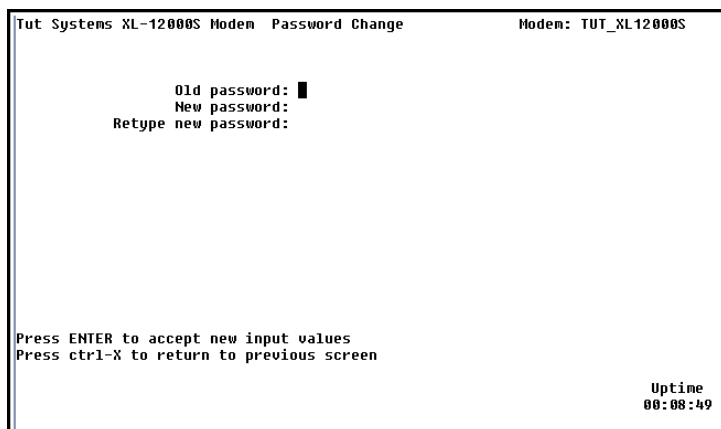 Tut Systems XL-12000S Modem  Password Change Modem: TUT_XL12000S
Old password:
New password:
Retype new password:
Press ENTER to accept new input values
Press ctrl-X to return to previous screen
Uptime
00:08:49